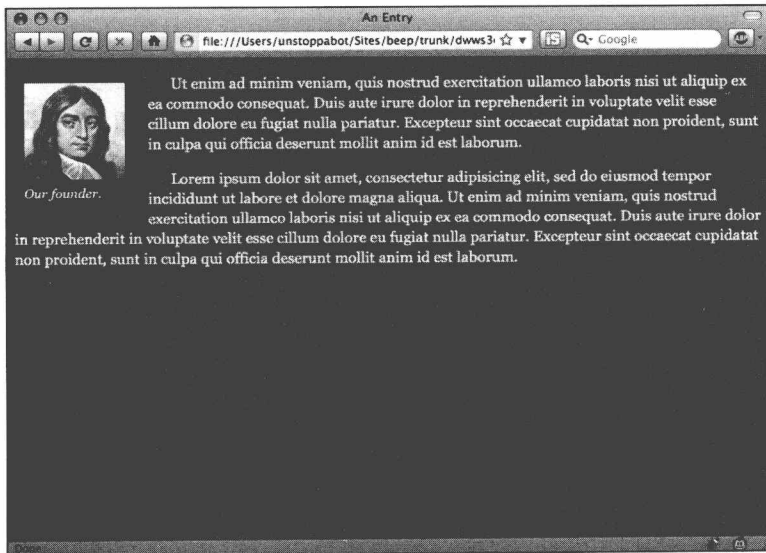 An Entry
file:///Users/unstoppabot/Sites/beep/trunk/dwws3
Google
Ut enim ad minim veniam, quis nostrud exercitation ullamco laboris nisi ut aliquip ex
ea commodo consequat. Duis aute irure dolor in reprehenderit in voluptate velit esse
cillum dolore eu fugiat nulla pariatur. Excepteur sint occaecat cupidatat non proident, sunt
in culpa qui officia deserunt mollit anim id est laborum.
Our founder.
Lorem ipsum dolor sit amet, consectetur adipisicing elit, sed do eiusmod tempor
incididunt ut labore et dolore magna aliqua. Ut enim ad minim veniam, quis nostrud
exercitation ullamco laboris nisi ut aliquip ex ea commodo consequat. Duis aute irure dolor
in reprehenderit in voluptate velit esse cillum dolore eu fugiat nulla pariatur. Excepteur sint occaecat cupidatat
non proident, sunt in culpa qui officia deserunt mollit anim id est laborum.
Done